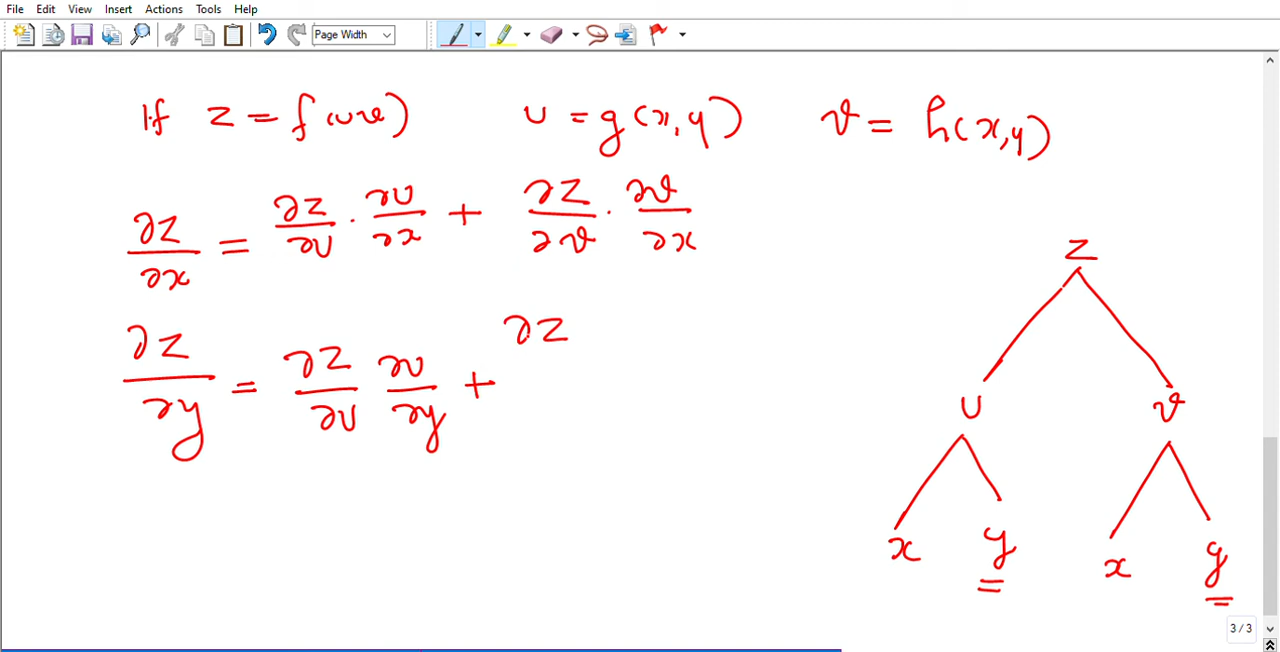 File Edit View Insert Actions Tools Help
Page Width
If z = f(u,v) u = g(x,y) v = h(x,y)
∂z/∂x = ∂z/∂u · ∂u/∂x + ∂z/∂v · ∂v/∂x
∂z/∂y = ∂z/∂u ∂u/∂y + ∂z
z
u v
x y x y
3 / 3